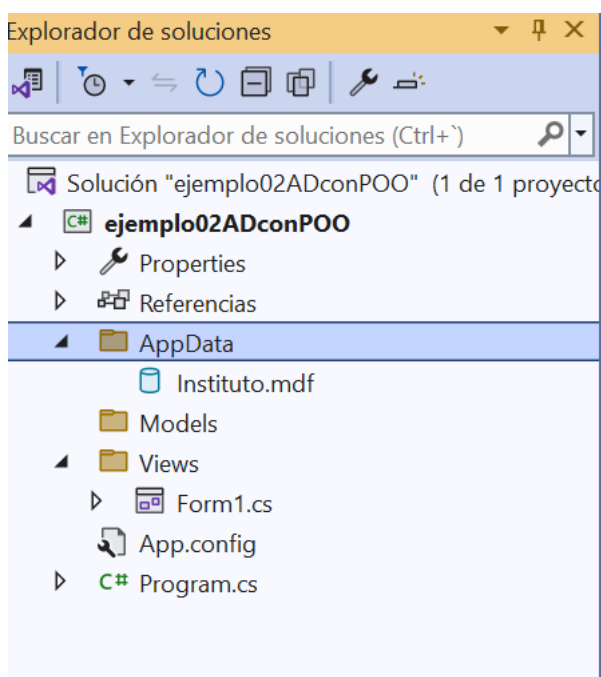 Explorador de soluciones
Buscar en Explorador de soluciones (Ctrl+`)
Solución "ejemplo02ADconPOO" (1 de 1 proyecto
C# ejemplo02ADconPOO
Properties
Referencias
AppData
Instituto.mdf
Models
Views
Form1.cs
App.config
C# Program.cs